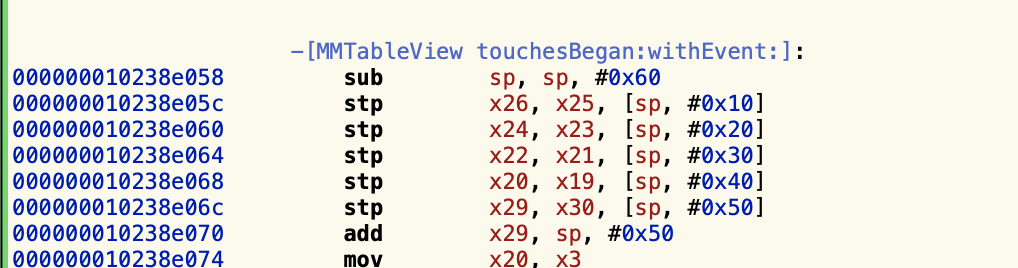 -[MMTableView touchesBegan:withEvent:]:
000000010238e058 sub sp, sp, #0x60
000000010238e05c stp x26, x25, [sp, #0x10]
000000010238e060 stp x24, x23, [sp, #0x20]
000000010238e064 stp x22, x21, [sp, #0x30]
000000010238e068 stp x20, x19, [sp, #0x40]
000000010238e06c stp x29, x30, [sp, #0x50]
000000010238e070 add x29, sp, #0x50
000000010238e074 mov x20, x3